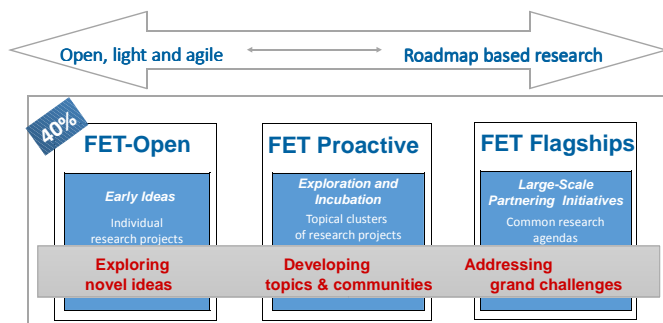 Open, light and agile
Roadmap based research
40%
FET-Open
Early Ideas
Individual
research projects
Exploring
novel ideas
FET Proactive
Exploration and
Incubation
Topical clusters
of research projects
Developing
topics & communities
FET Flagships
Large-Scale
Partnering Initiatives
Common research
agendas
Addressing
grand challenges